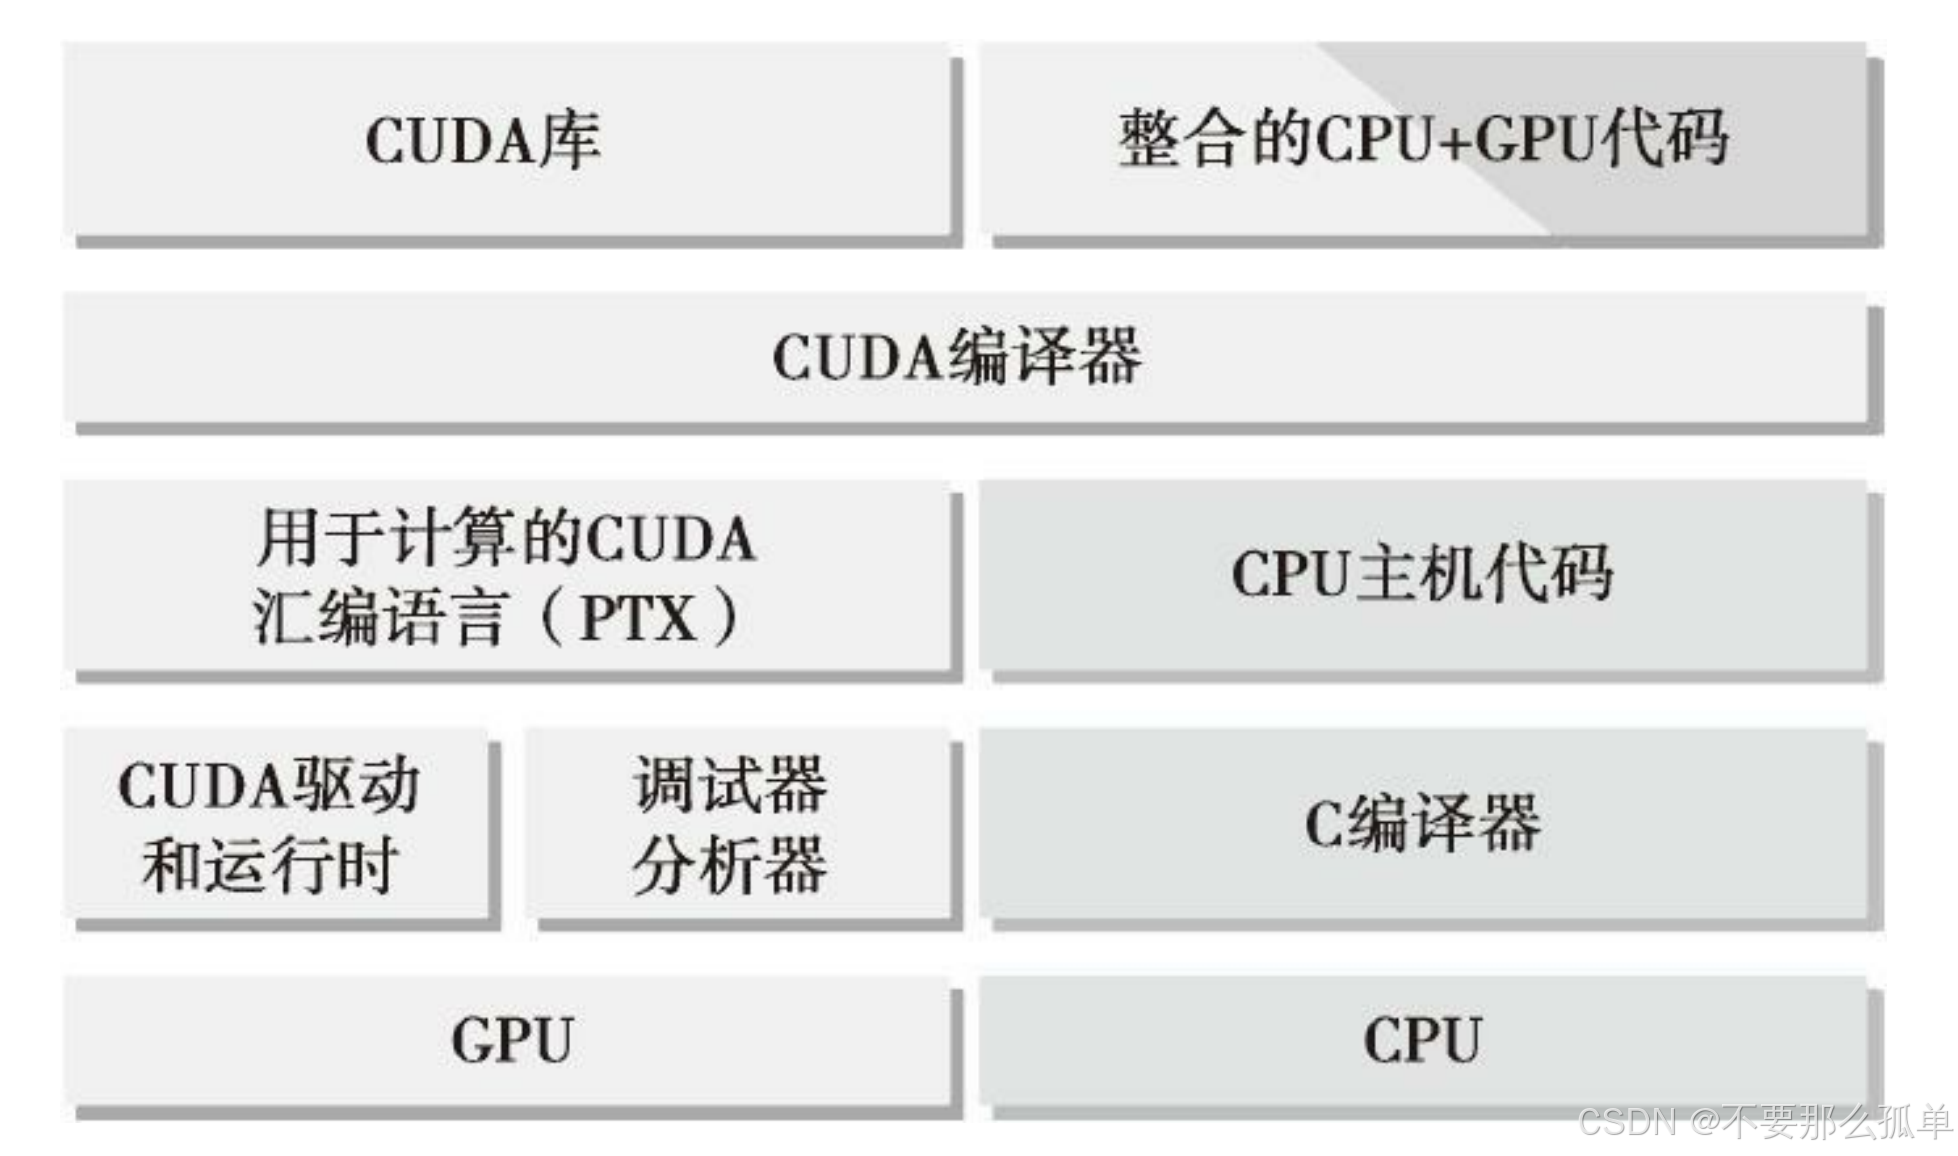 CUDA库
整合的CPU+GPU代码
CUDA编译器
用于计算的CUDA
汇编语言（PTX）
CPU主机代码
CUDA驱动
和运行时
调试器
分析器
C编译器
GPU
CPU
CSDN @不要那么孤单